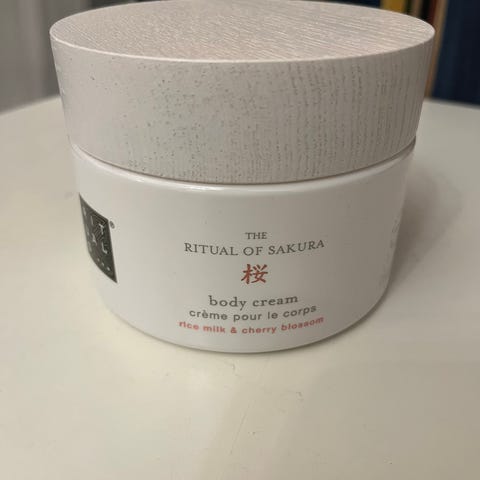 THE
RITUAL OF SAKURA
桜
body cream
crème pour le corps
rice milk & cherry blossom